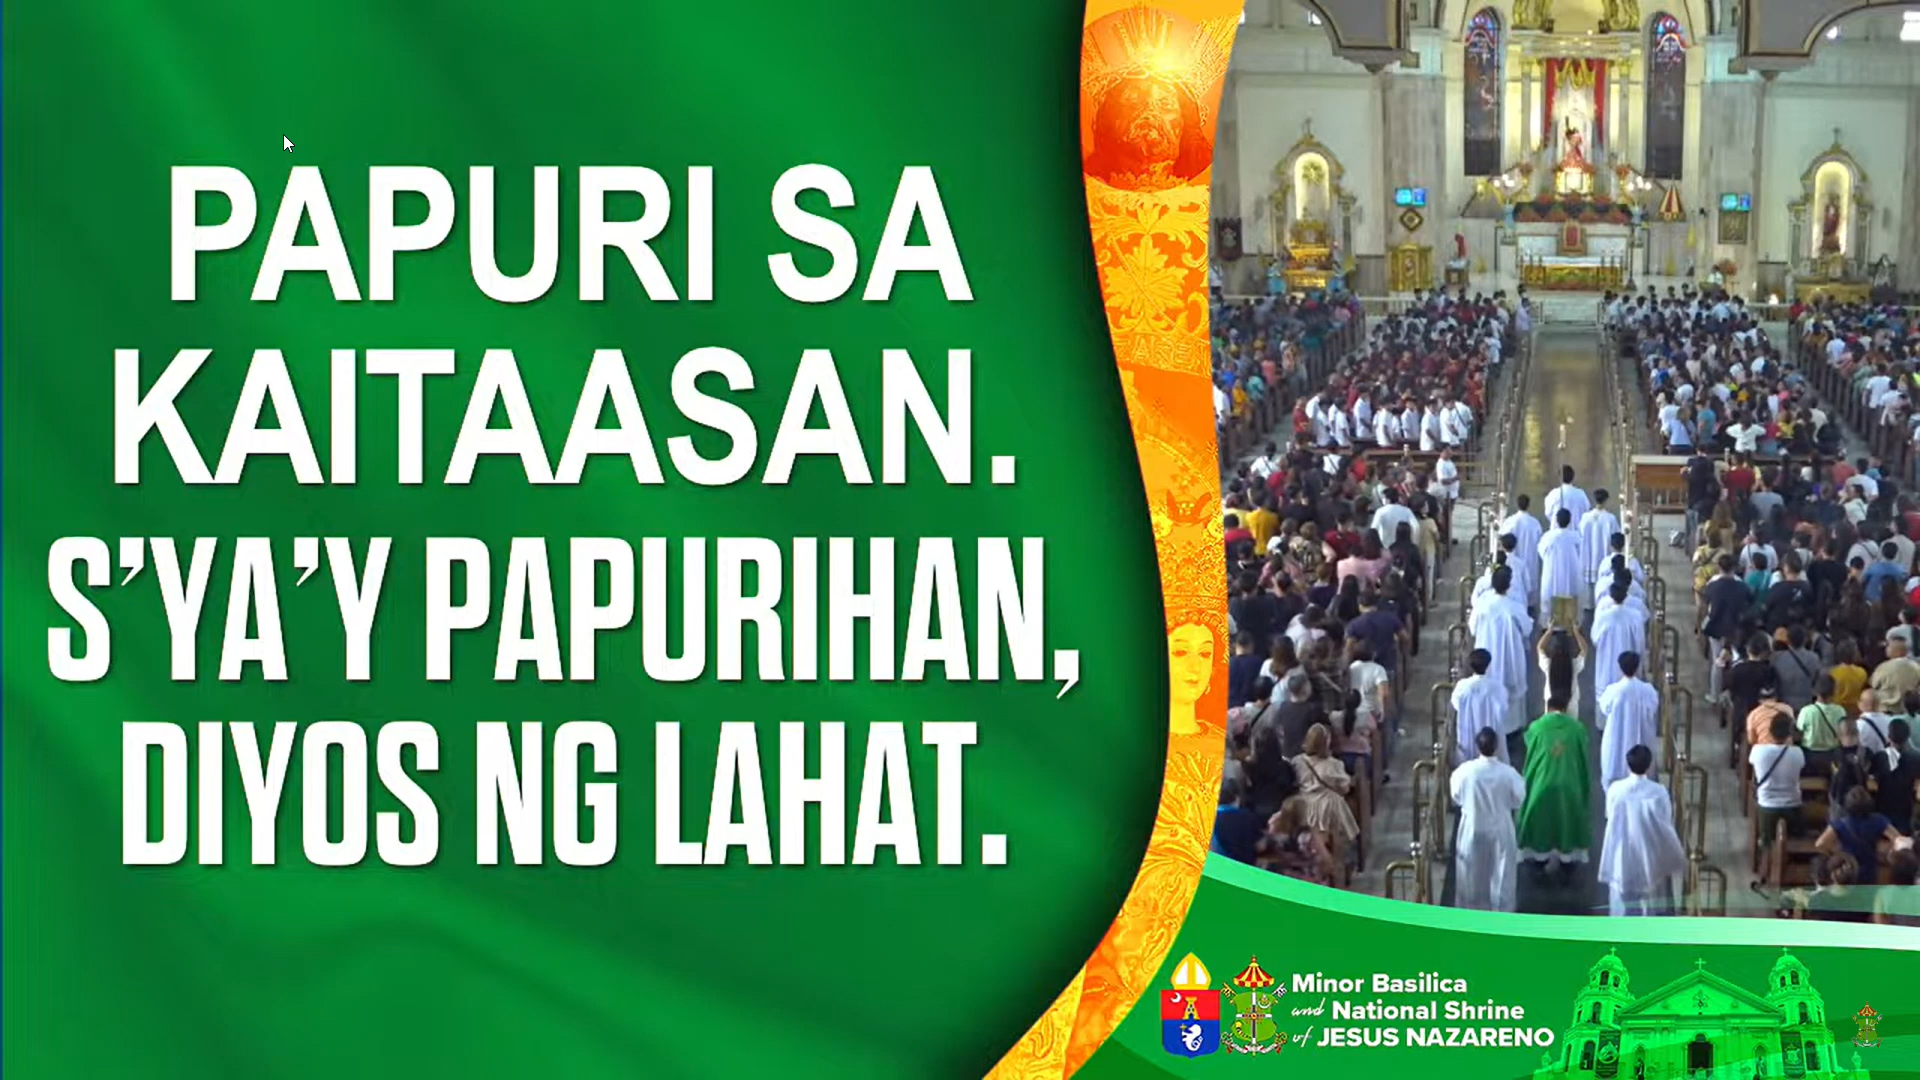 PAPURI SA
KAITAASAN.
S’YA’Y PAPURIHAN,
DIYOS NG LAHAT.
Minor Basilica
and National Shrine
of JESUS NAZARENO